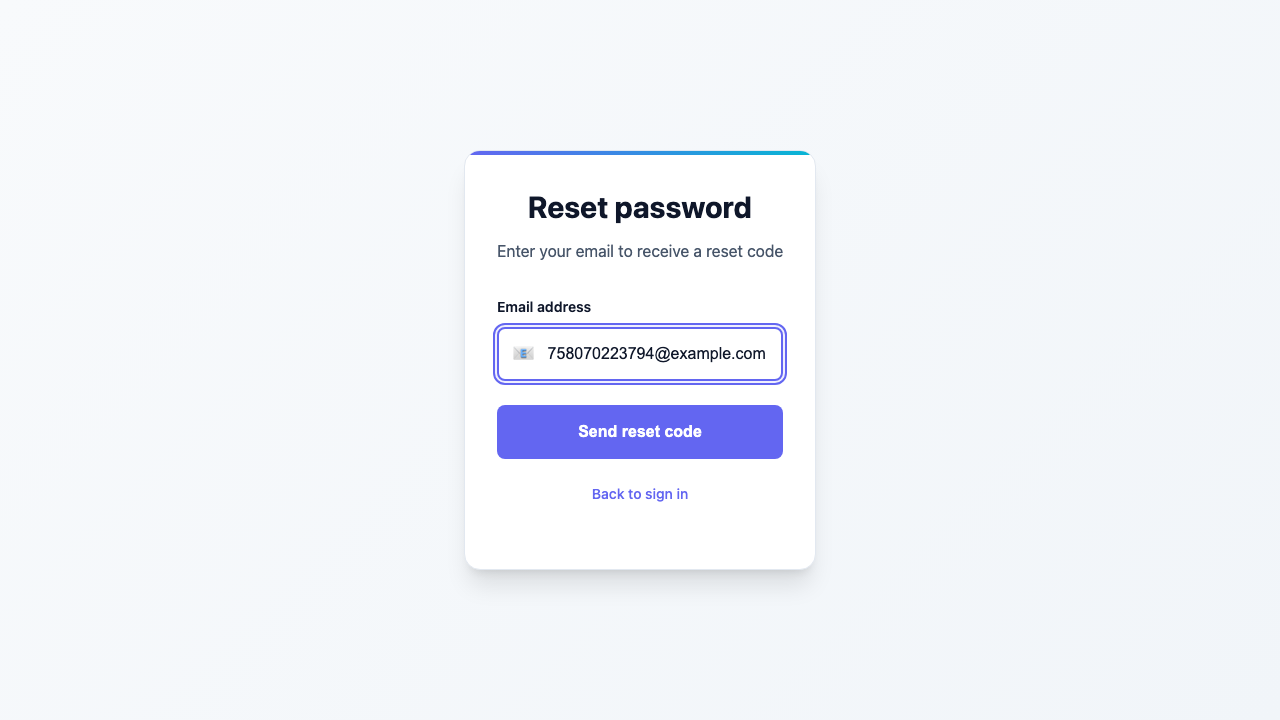 Reset password
Enter your email to receive a reset code
Email address
758070223794@example.com
Send reset code
Back to sign in